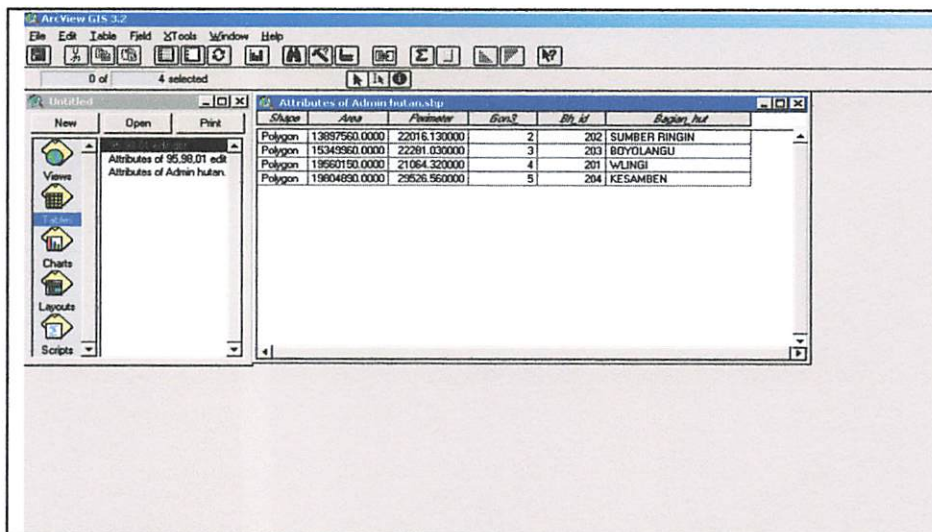 ArcView GIS 3.2
File Edit Table Field XTools Window Help
0 of 4 selected
Untitled
New Open Print
Views
Tables
Charts
Layouts
Scripts
Attributes of 95,98,01 edit
Attributes of Admin hutan.
Attributes of Admin hutan.shp
Shape Area Perimeter Gcn3_ Bh_id Bagian_hut
Polygon 13897560.0000 22016.130000 2 202 SUMBER RINGIN
Polygon 15349960.0000 22281.030000 3 203 BOYOLANGU
Polygon 19560150.0000 21064.320000 4 201 WLINGI
Polygon 19804890.0000 29526.560000 5 204 KESAMBEN